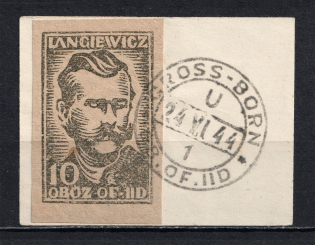 LANGIEWICZ
10
OBOZ-OF-IID
GROSS-BORN
U
24 XI 44
1
OF.IID *